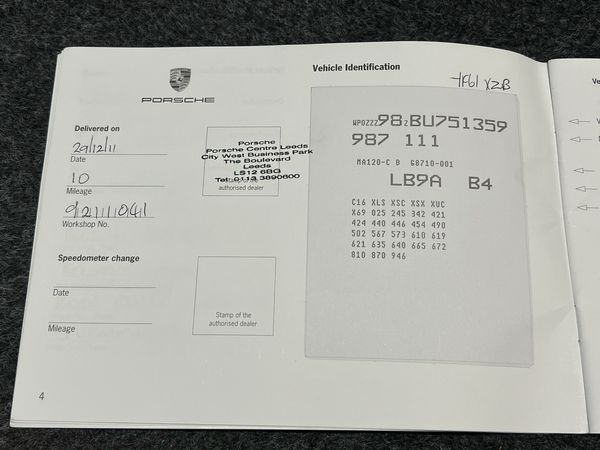 PORSCHE
Delivered on
29/12/11
Date
10
Mileage
Workshop No.
Porsche
Porsche Centre Leeds
City West Business Park
The Boulevard
Leeds
LS12 6BG
Tel: 0113 3890600
authorised dealer
Speedometer change
Date
Mileage
Stamp of the
authorised dealer
4
Vehicle Identification
YF61 XZB
WP0ZZZ98ZBU751359
987 111
MA120-C B G8710-001
LB9A B4
C16 XLS XSC XSX XUC
X69 025 245 342 421
424 440 446 454 490
502 567 573 610 619
621 635 640 665 672
810 870 946